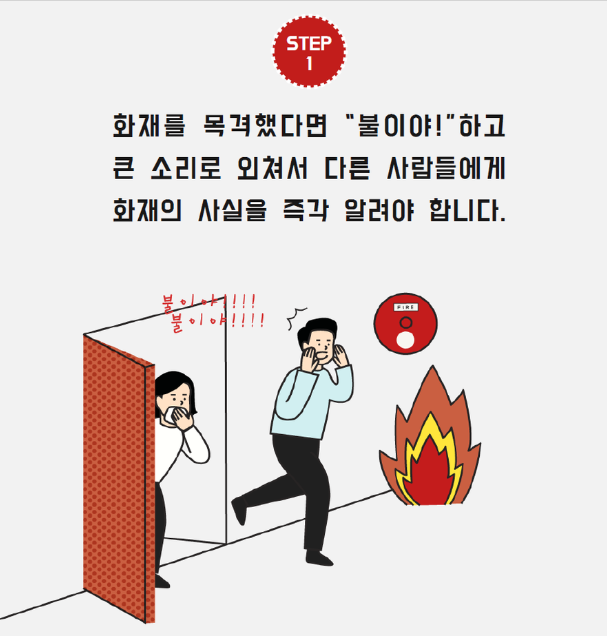 STEP
1
화재를 목격했다면 "불이야!"하고
큰 소리로 외쳐서 다른 사람들에게
화재의 사실을 즉각 알려야 합니다.
불이야!!!!
불이야!!!!
FIRE